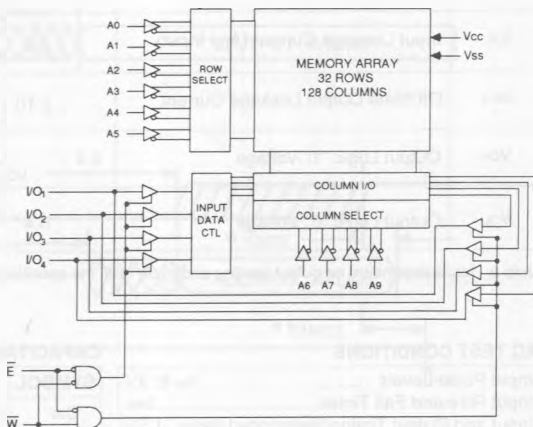 A0
A1
A2
A3
A4
A5
ROW
SELECT
MEMORY ARRAY
32 ROWS
128 COLUMNS
Vcc
Vss
I/O1
I/O2
I/O3
I/O4
INPUT
DATA
CTL
COLUMN I/O
COLUMN SELECT
A6 A7 A8 A9
E
W